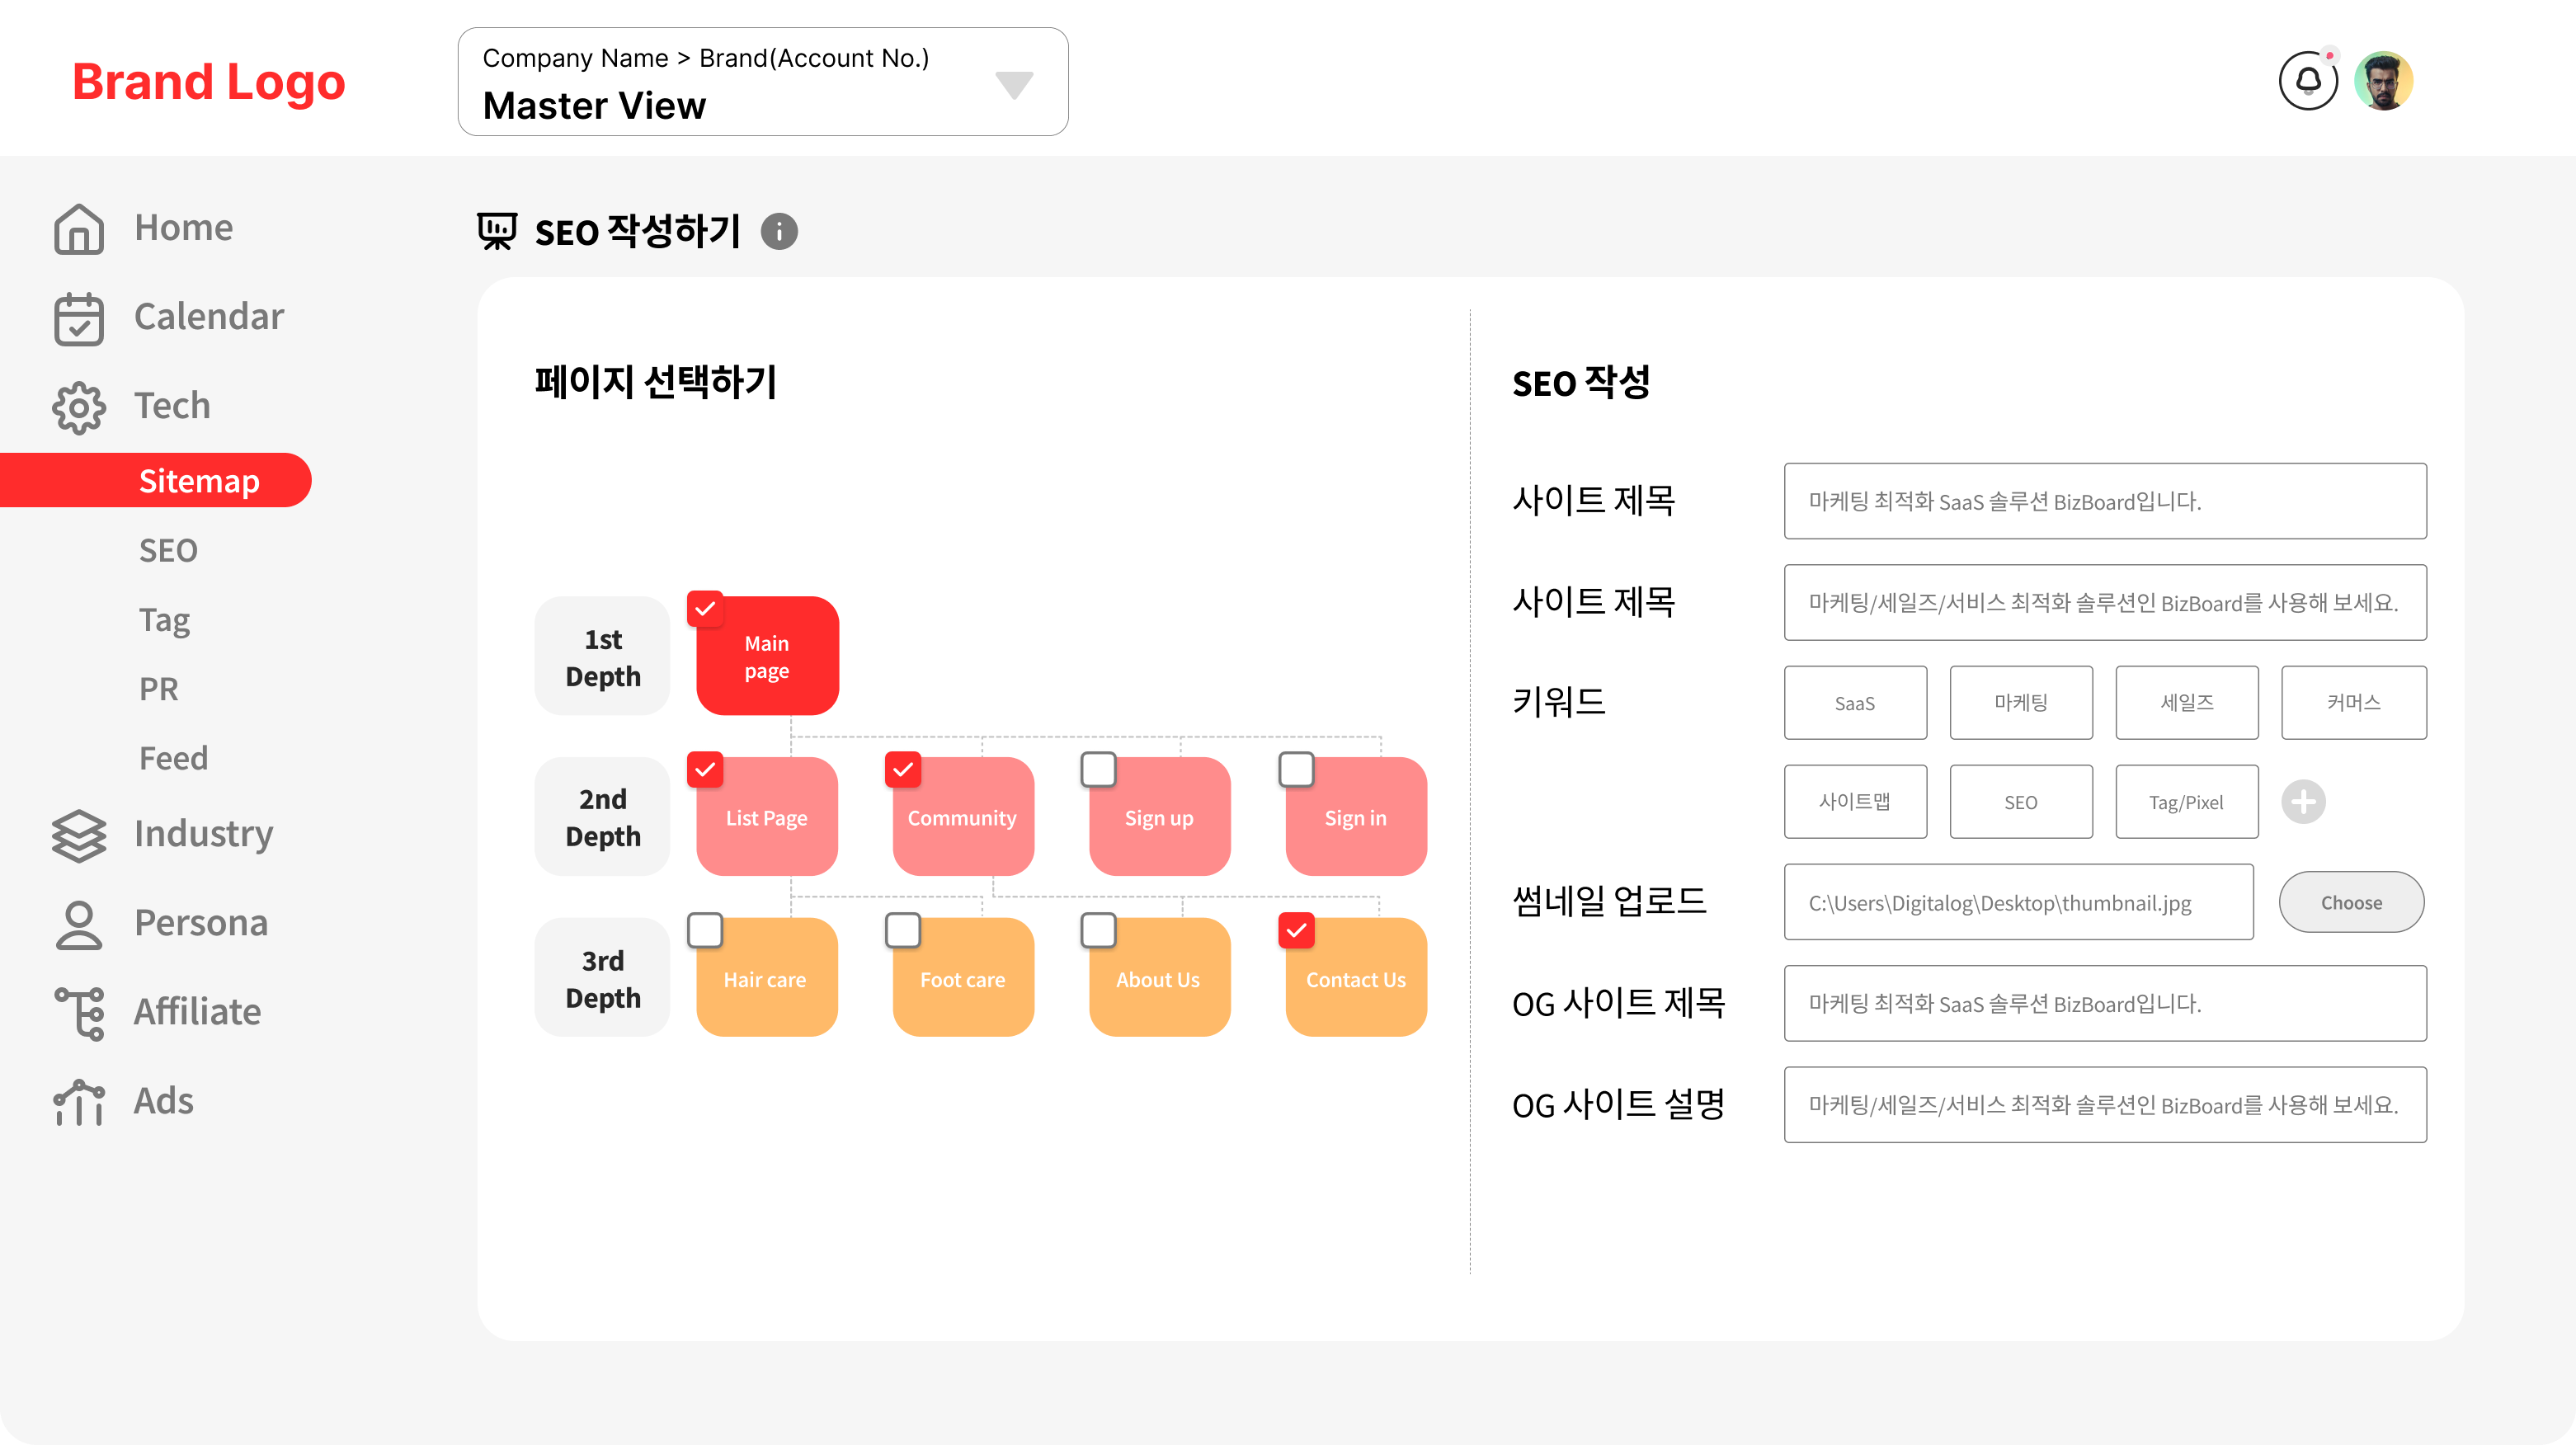 Brand Logo
Company Name > Brand(Account No.)
Master View
Home
Calendar
Tech
Sitemap
SEO
Tag
PR
Feed
Industry
Persona
Affiliate
Ads
SEO 작성하기
페이지 선택하기
1st
Depth
Main
page
2nd
Depth
List Page
Community
Sign up
Sign in
3rd
Depth
Hair care
Foot care
About Us
Contact Us
SEO 작성
사이트 제목
마케팅 최적화 SaaS 솔루션 BizBoard입니다.
사이트 제목
마케팅/세일즈/서비스 최적화 솔루션인 BizBoard를 사용해 보세요.
키워드
SaaS
마케팅
세일즈
커머스
사이트맵
SEO
Tag/Pixel
썸네일 업로드
C:\Users\Digitalog\Desktop\thumbnail.jpg
Choose
OG 사이트 제목
마케팅 최적화 SaaS 솔루션 BizBoard입니다.
OG 사이트 설명
마케팅/세일즈/서비스 최적화 솔루션인 BizBoard를 사용해 보세요.